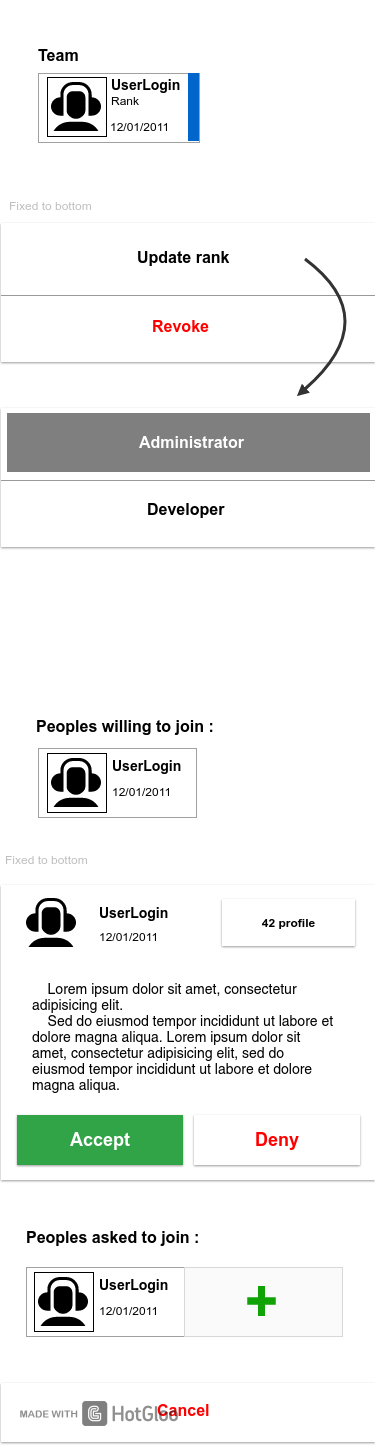 Team
UserLogin
Rank
12/01/2011
Fixed to bottom
Update rank
Revoke
Administrator
Developer
Peoples willing to join :
UserLogin
12/01/2011
Fixed to bottom
UserLogin
12/01/2011
42 profile
Lorem ipsum dolor sit amet, consectetur
adipisicing elit.
Sed do eiusmod tempor incididunt ut labore et
dolore magna aliqua. Lorem ipsum dolor sit
amet, consectetur adipisicing elit, sed do
eiusmod tempor incididunt ut labore et dolore
magna aliqua.
Accept
Deny
Peoples asked to join :
UserLogin
12/01/2011
MADE WITH HotGloo
Cancel